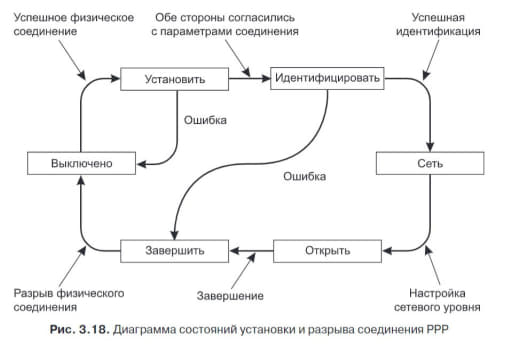 Успешное физическое
соединение
Обе стороны согласились
с параметрами соединения
Успешная
идентификация
Установить
Идентифицировать
Ошибка
Выключено
Сеть
Ошибка
Завершить
Открыть
Разрыв физического
соединения
Завершение
Настройка
сетевого уровня
Рис. 3.18. Диаграмма состояний установки и разрыва соединения PPP